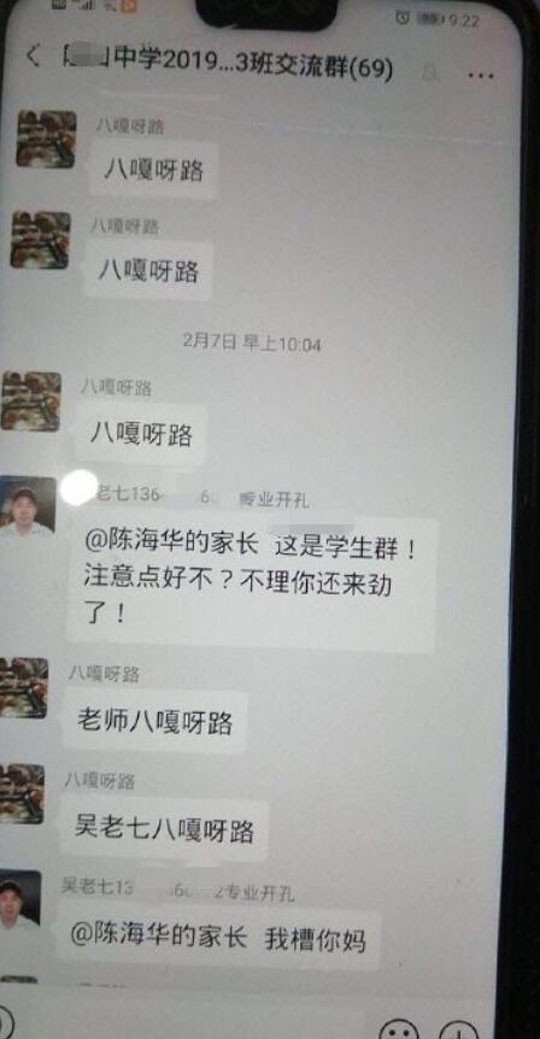 9:22
中学2019...3班交流群(69)
八嘎呀路
八嘎呀路
八嘎呀路
八嘎呀路
2月7日 早上10:04
八嘎呀路
八嘎呀路
老七136 6 专业开孔
@陈海华的家长 这是学生群！
注意点好不？不理你还来劲
了！
八嘎呀路
老师八嘎呀路
八嘎呀路
吴老七八嘎呀路
吴老七13 6 2专业开孔
@陈海华的家长 我槽你妈